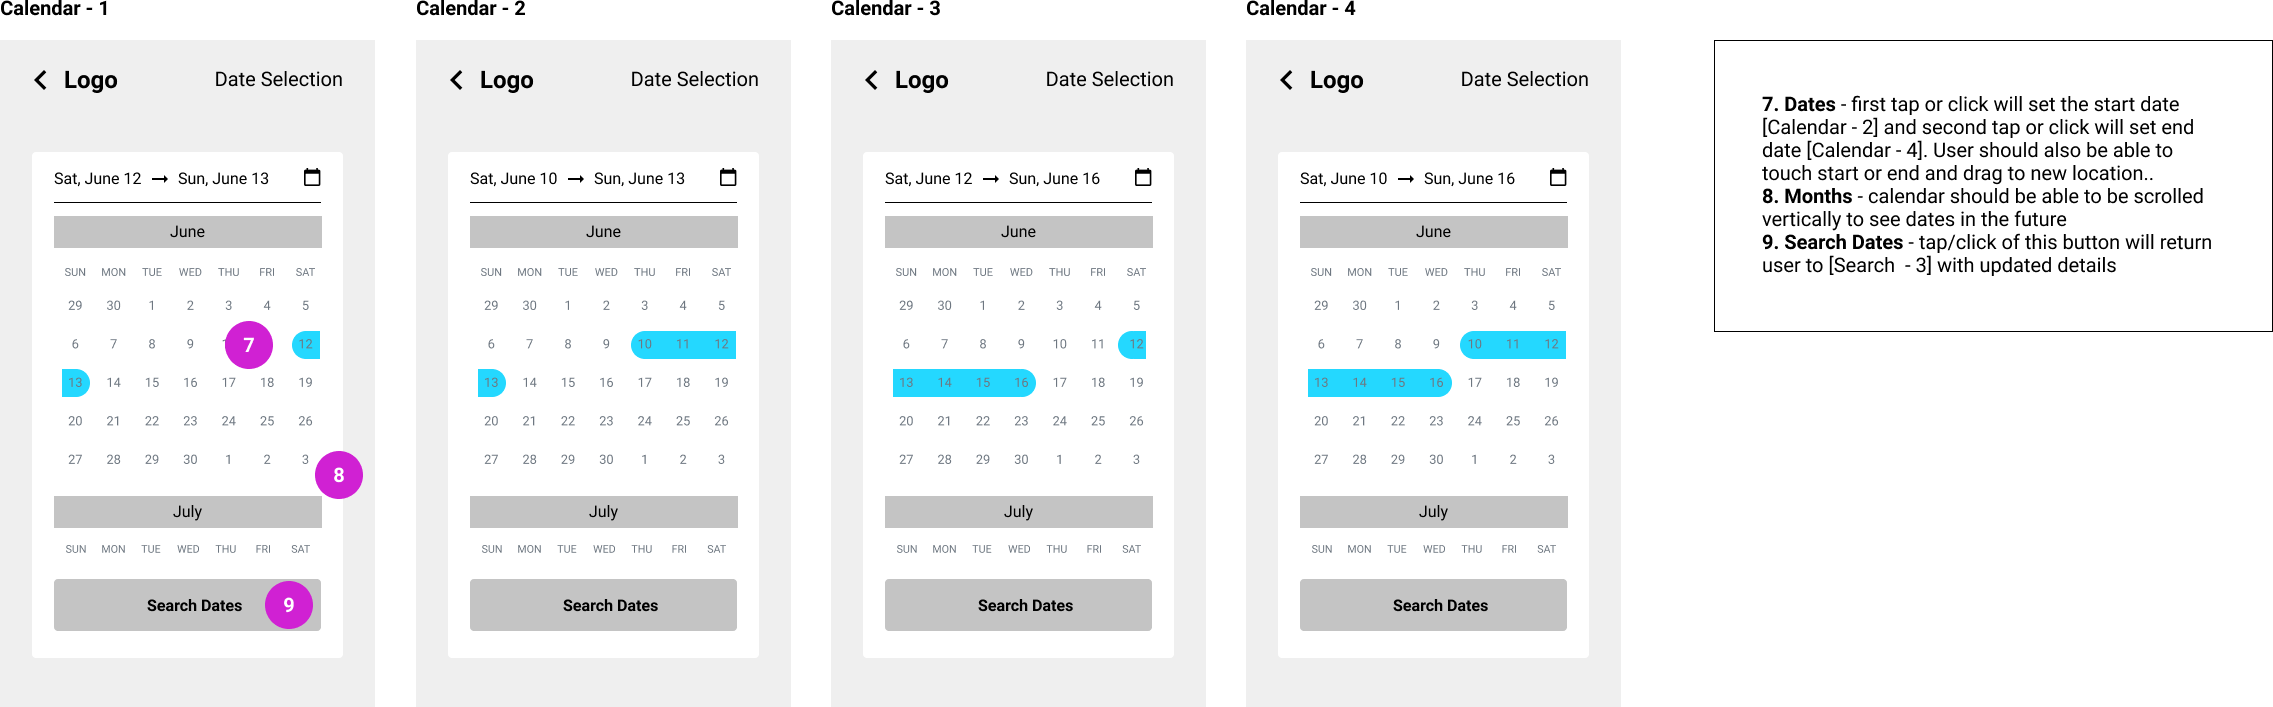 Calendar - 1
Logo
Date Selection
Sat, June 12 → Sun, June 13
June
SUN MON TUE WED THU FRI SAT
29 30 1 2 3 4 5
6 7 8 9 7 12
13 14 15 16 17 18 19
20 21 22 23 24 25 26
27 28 29 30 1 2 3
8
July
SUN MON TUE WED THU FRI SAT
Search Dates 9
Calendar - 2
Logo
Date Selection
Sat, June 10 → Sun, June 13
June
SUN MON TUE WED THU FRI SAT
29 30 1 2 3 4 5
6 7 8 9 10 11 12
13 14 15 16 17 18 19
20 21 22 23 24 25 26
27 28 29 30 1 2 3
July
SUN MON TUE WED THU FRI SAT
Search Dates
Calendar - 3
Logo
Date Selection
Sat, June 12 → Sun, June 16
June
SUN MON TUE WED THU FRI SAT
29 30 1 2 3 4 5
6 7 8 9 10 11 12
13 14 15 16 17 18 19
20 21 22 23 24 25 26
27 28 29 30 1 2 3
July
SUN MON TUE WED THU FRI SAT
Search Dates
Calendar - 4
Logo
Date Selection
Sat, June 10 → Sun, June 16
June
SUN MON TUE WED THU FRI SAT
29 30 1 2 3 4 5
6 7 8 9 10 11 12
13 14 15 16 17 18 19
20 21 22 23 24 25 26
27 28 29 30 1 2 3
July
SUN MON TUE WED THU FRI SAT
Search Dates
7. Dates - first tap or click will set the start date
[Calendar - 2] and second tap or click will set end
date [Calendar - 4]. User should also be able to
touch start or end and drag to new location..
8. Months - calendar should be able to be scrolled
vertically to see dates in the future
9. Search Dates - tap/click of this button will return
user to [Search  - 3] with updated details